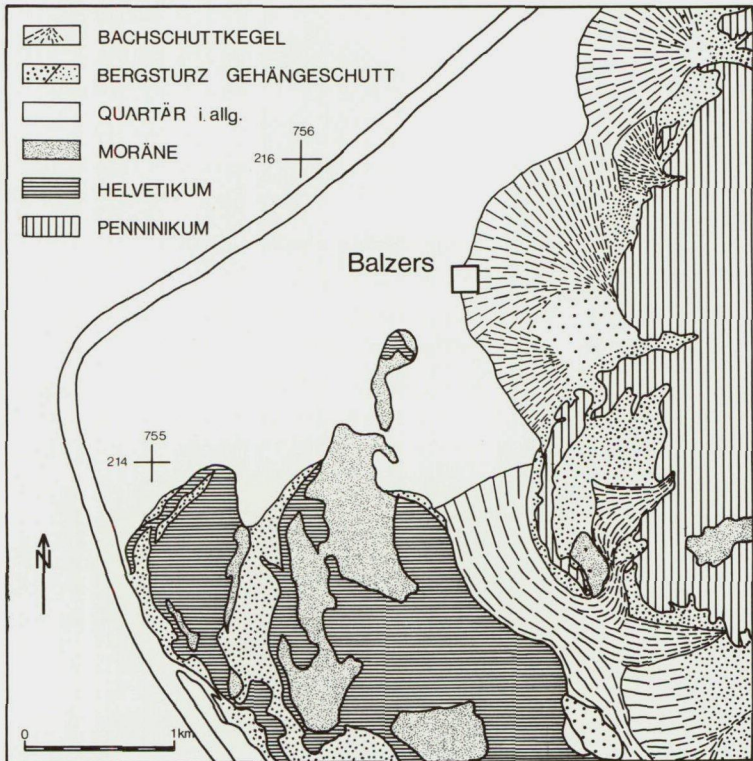 BACHSCHUTTKEGEL
BERGSTURZ GEHÄNGESCHUTT
QUARTÄR i. allg.
MORÄNE
HELVETIKUM
PENNINIKUM
756
216
Balzers
755
214
N
0 1km